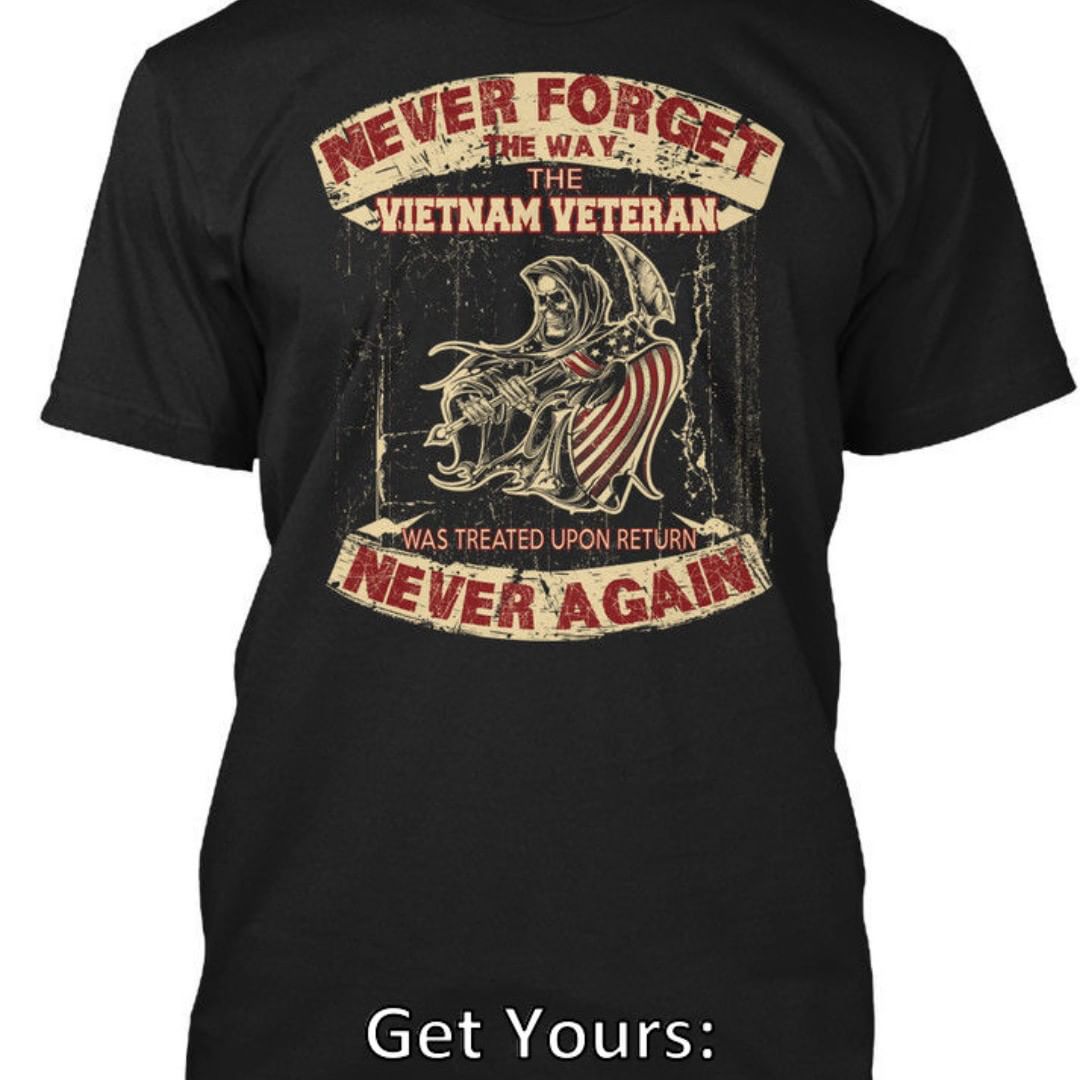 NEVER FORGET
THE WAY
THE
VIETNAM VETERAN
WAS TREATED UPON RETURN
NEVER AGAIN
Get Yours: